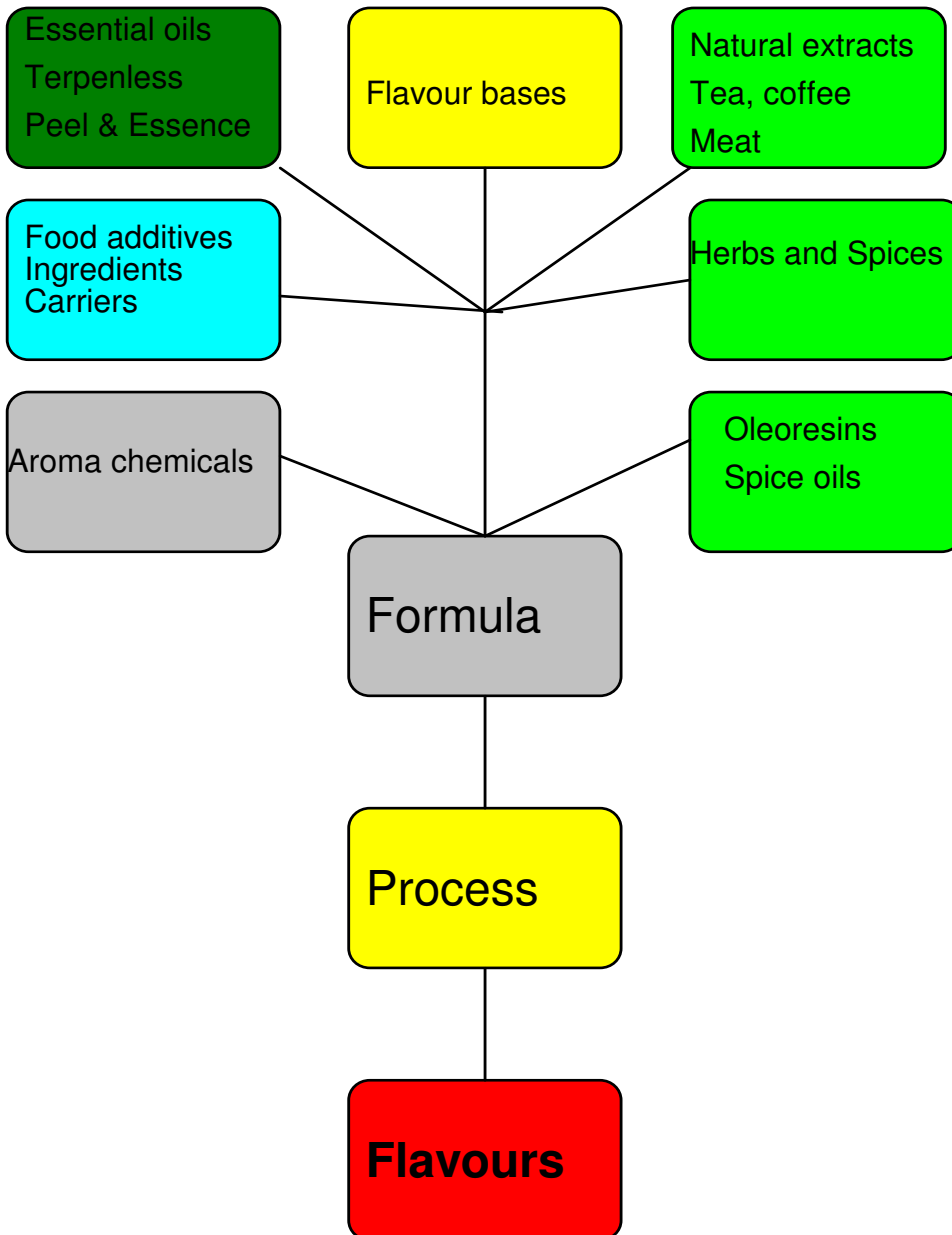 Essential oils
Terpenless
Peel & Essence
Flavour bases
Natural extracts
Tea, coffee
Meat
Food additives
Ingredients
Carriers
Herbs and Spices
Aroma chemicals
Oleoresins
Spice oils
Formula
Process
Flavours